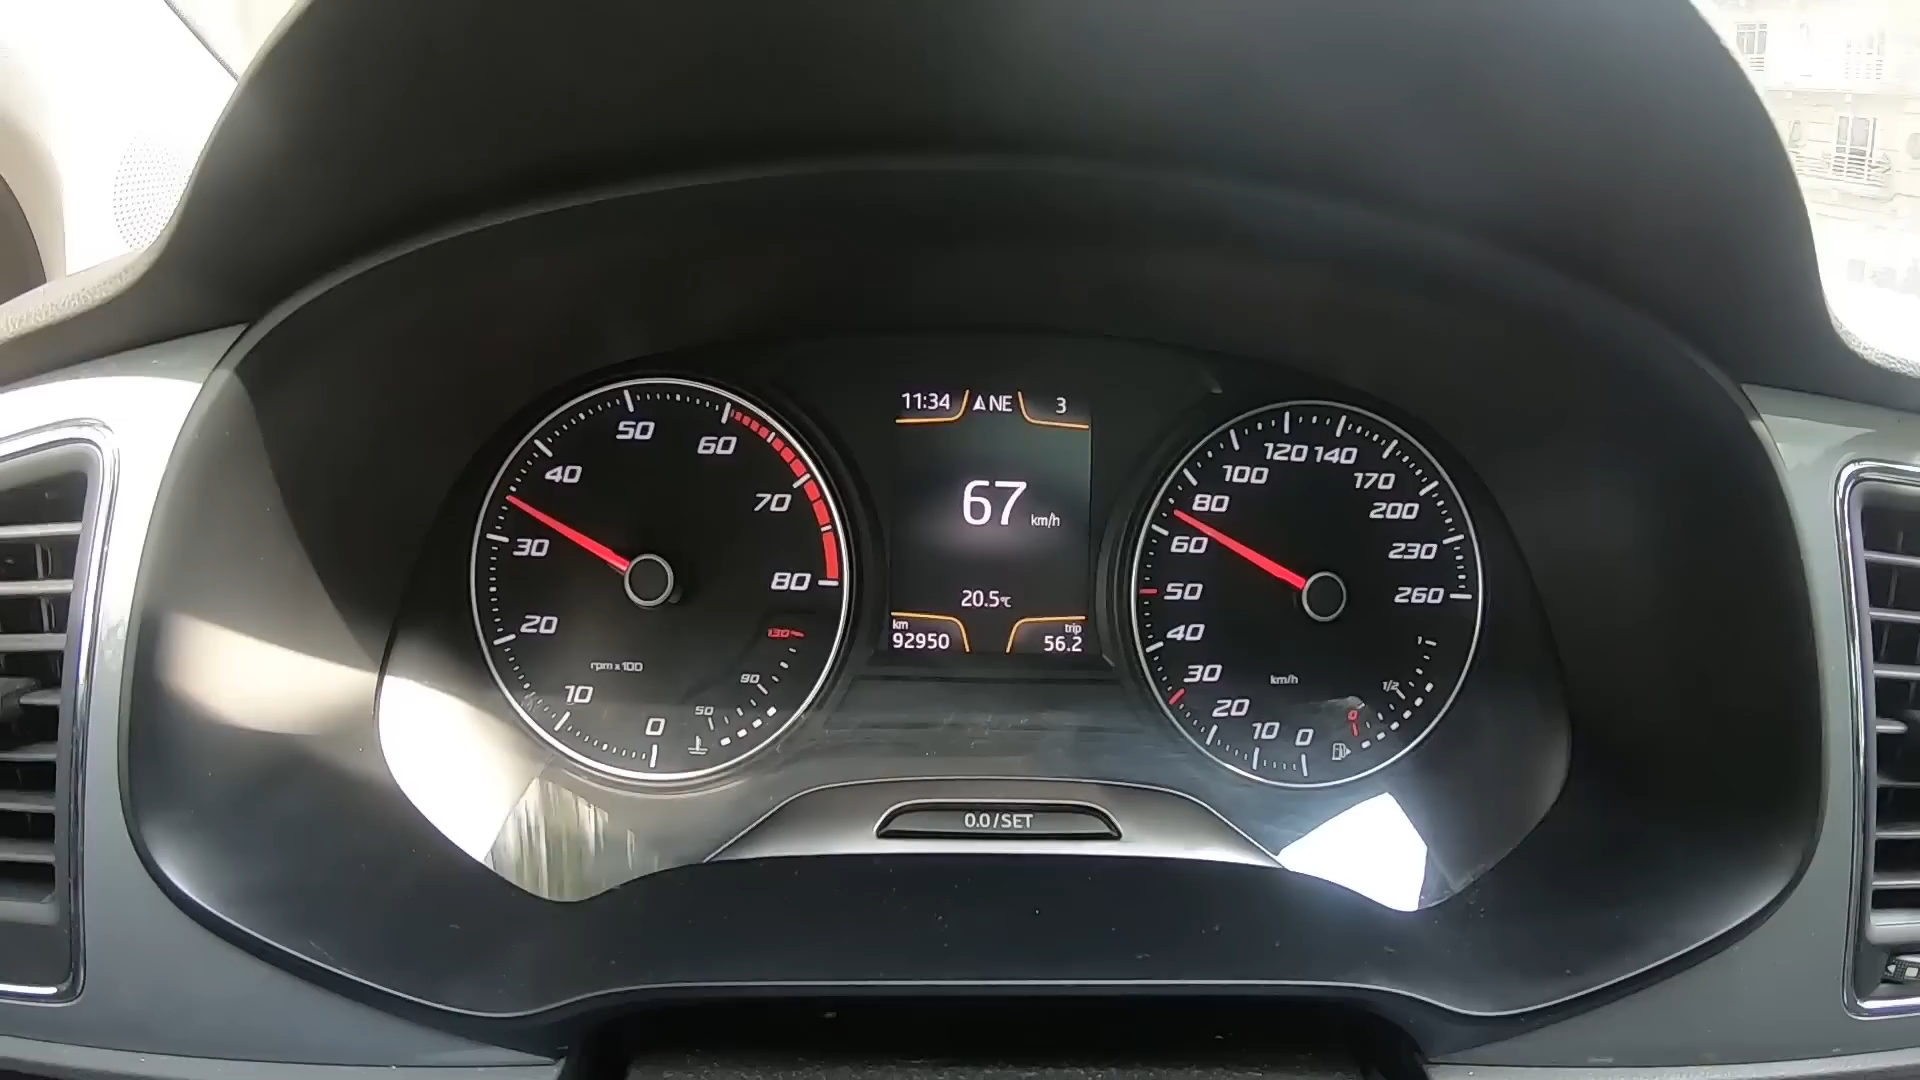 11:34 NE 3
67 km/h
20.5°C
km trip
92950 56.2
0 10 20 30 40 50 60 70 80
rpm x 100
50 90 130
0 10 20 30 40 50 60 80 100 120 140 170 200 230 260
km/h
0 1/2 1
0.0/SET